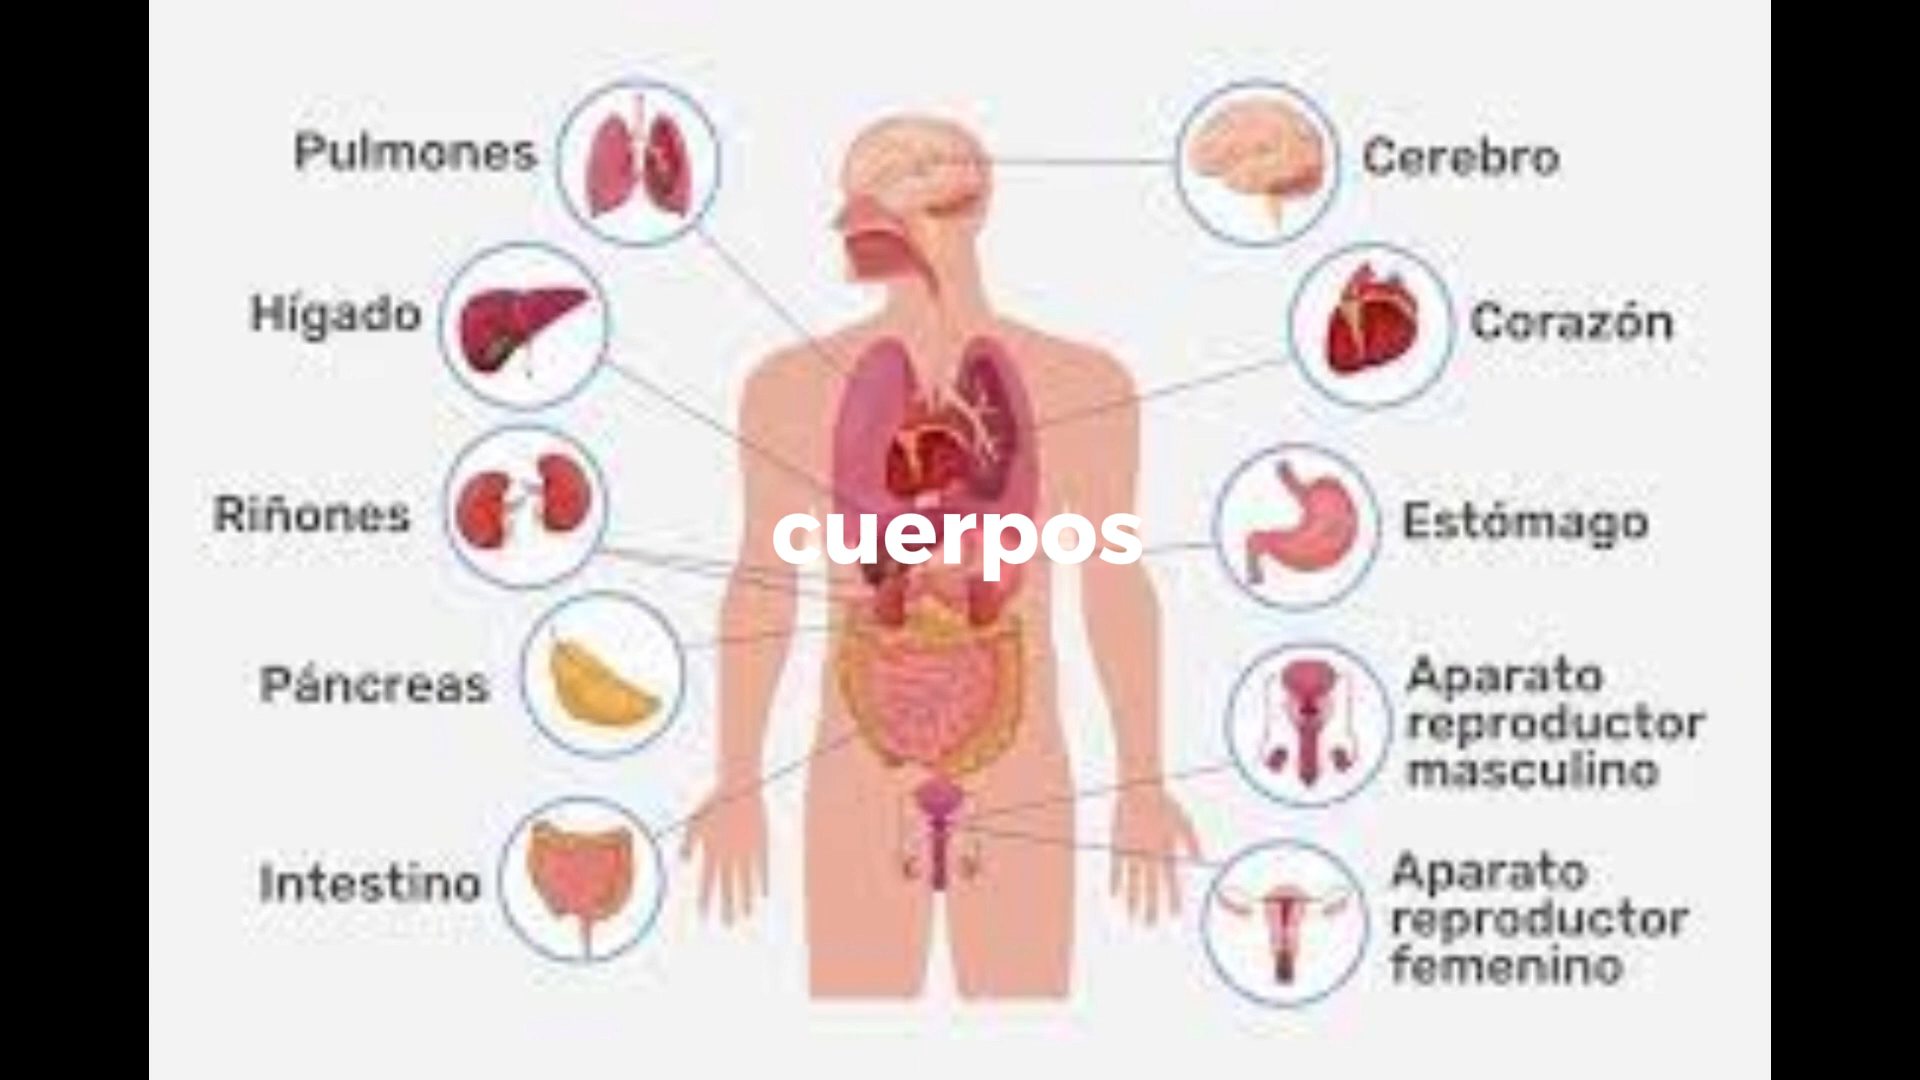 Pulmones
Cerebro
Hígado
Corazón
Riñones
Estómago
cuerpos
Páncreas
Aparato
reproductor
masculino
Intestino
Aparato
reproductor
femenino